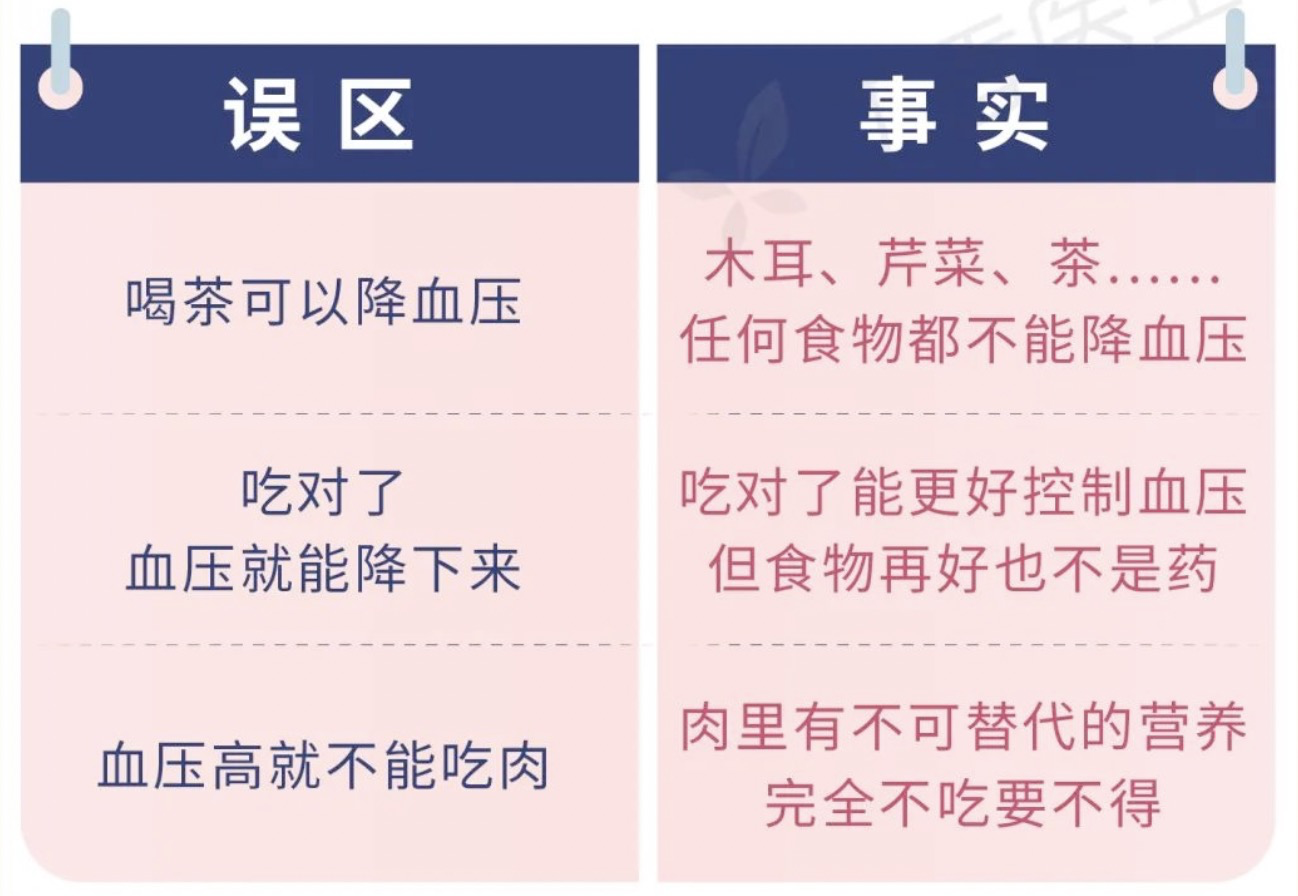 误区
事实
喝茶可以降血压
木耳、芹菜、茶……
任何食物都不能降血压
吃对了
血压就能降下来
吃对了能更好控制血压
但食物再好也不是药
血压高就不能吃肉
肉里有不可替代的营养
完全不吃要不得